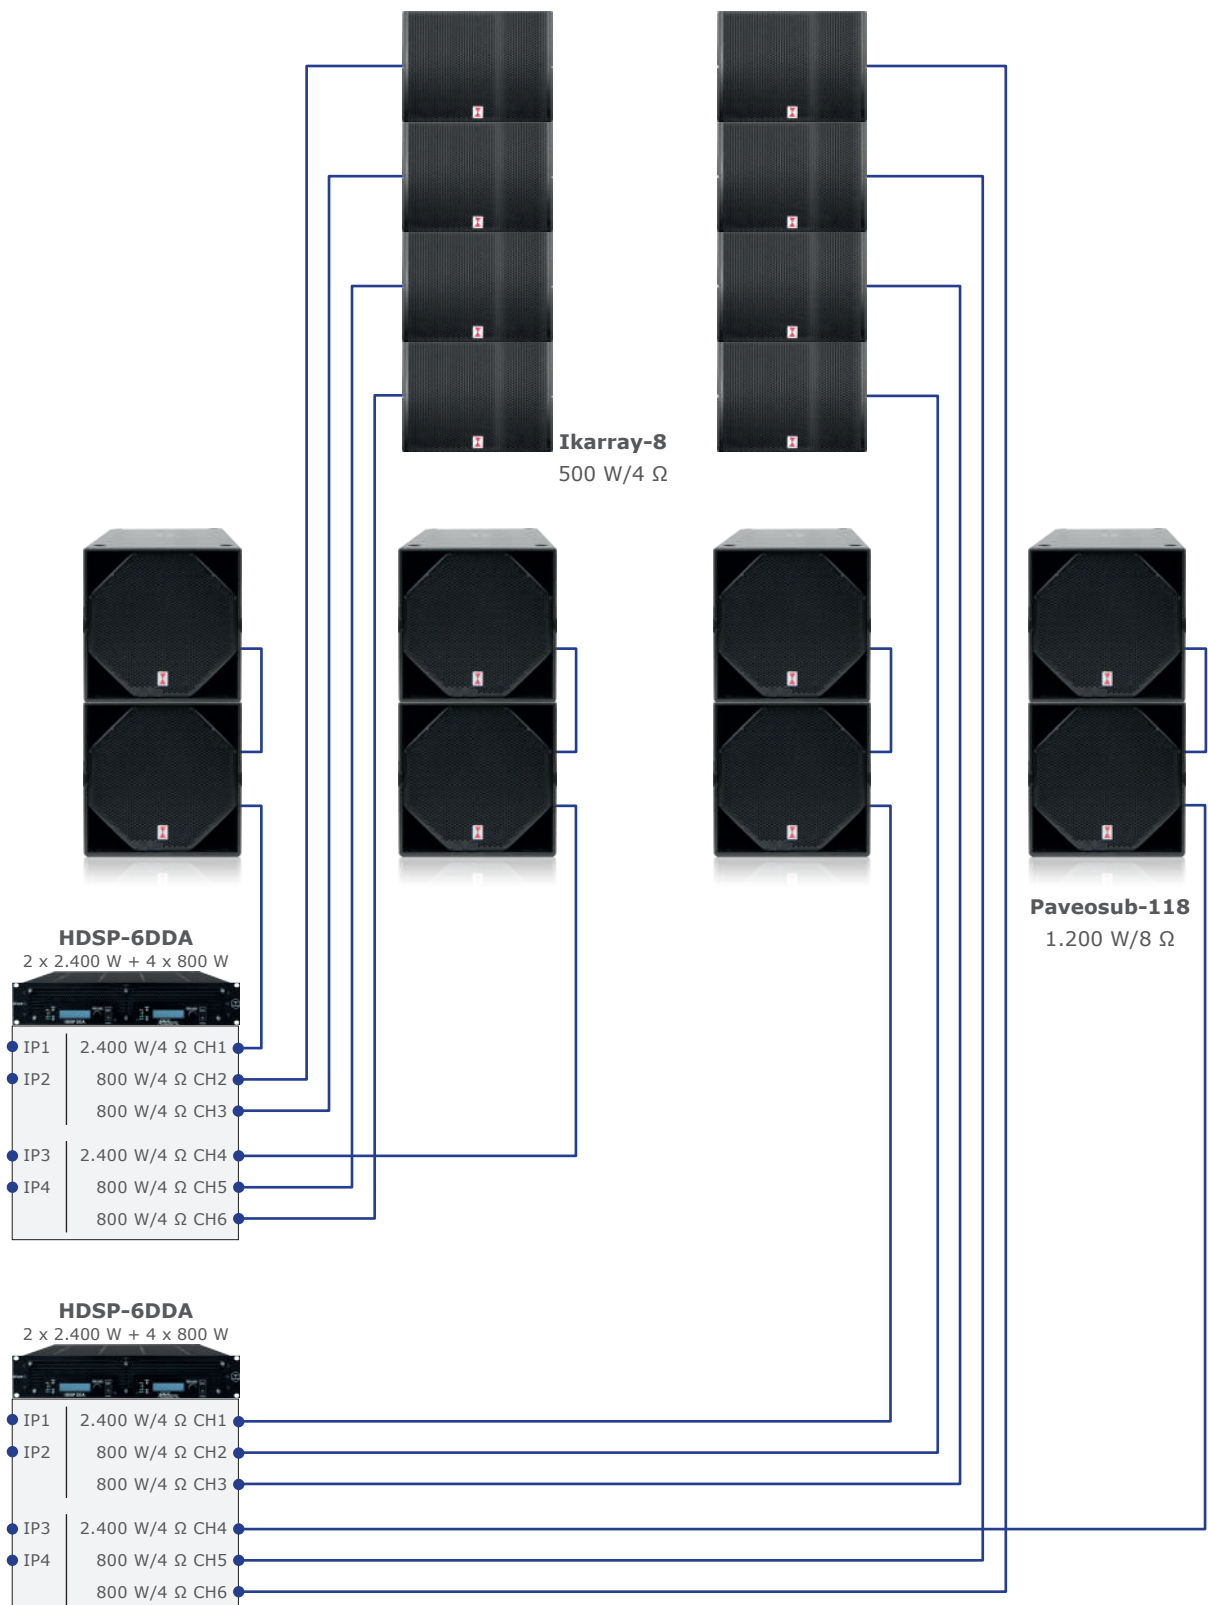 Ikarray-8
500 W/4 Ω
Paveosub-118
1.200 W/8 Ω
HDSP-6DDA
2 x 2.400 W + 4 x 800 W
IP1 2.400 W/4 Ω CH1
IP2 800 W/4 Ω CH2
800 W/4 Ω CH3
IP3 2.400 W/4 Ω CH4
IP4 800 W/4 Ω CH5
800 W/4 Ω CH6
HDSP-6DDA
2 x 2.400 W + 4 x 800 W
IP1 2.400 W/4 Ω CH1
IP2 800 W/4 Ω CH2
800 W/4 Ω CH3
IP3 2.400 W/4 Ω CH4
IP4 800 W/4 Ω CH5
800 W/4 Ω CH6